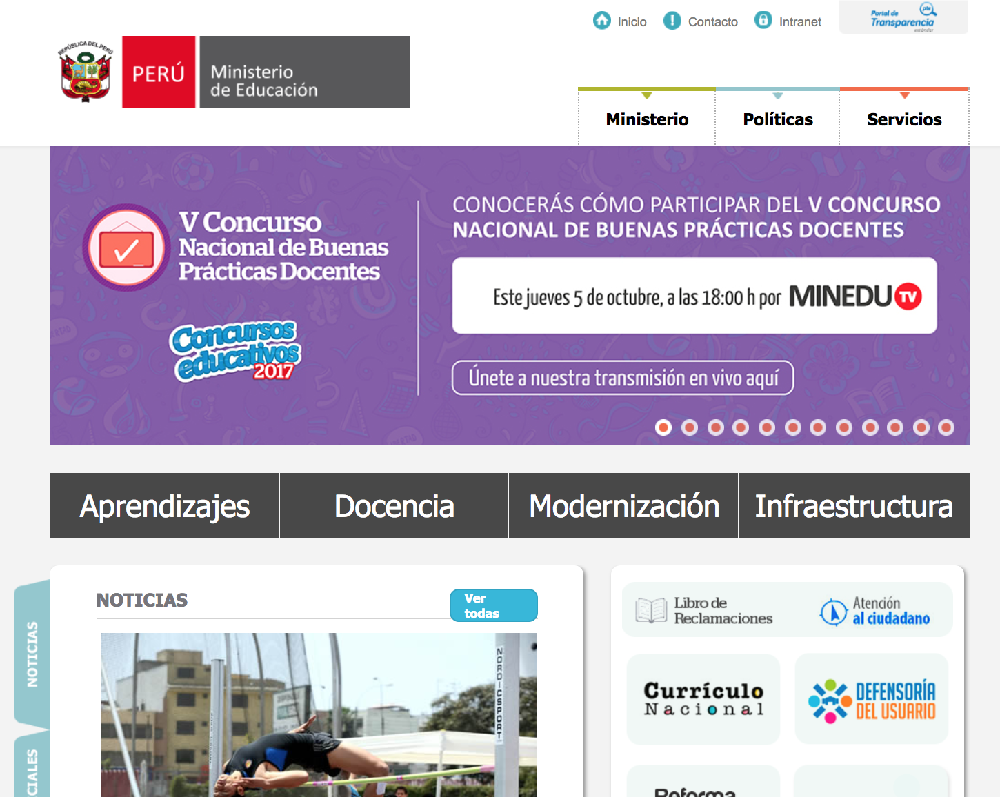 Inicio
Contacto
Intranet
Portal de
Transparencia
estándar
pte
REPÚBLICA DEL PERÚ
PERÚ
Ministerio
de Educación
Ministerio
Políticas
Servicios
V Concurso
Nacional de Buenas
Prácticas Docentes
Concursos
educativos
2017
CONOCERÁS CÓMO PARTICIPAR DEL V CONCURSO
NACIONAL DE BUENAS PRÁCTICAS DOCENTES
Este jueves 5 de octubre, a las 18:00 h por MINEDU TV
Únete a nuestra transmisión en vivo aquí
Aprendizajes
Docencia
Modernización
Infraestructura
NOTICIAS
CIALES
NOTICIAS
Ver
todas
NORDICSPORT
Libro de
Reclamaciones
Atención
al ciudadano
Currículo
Nacional
DEFENSORÍA
DEL USUARIO
Reforma